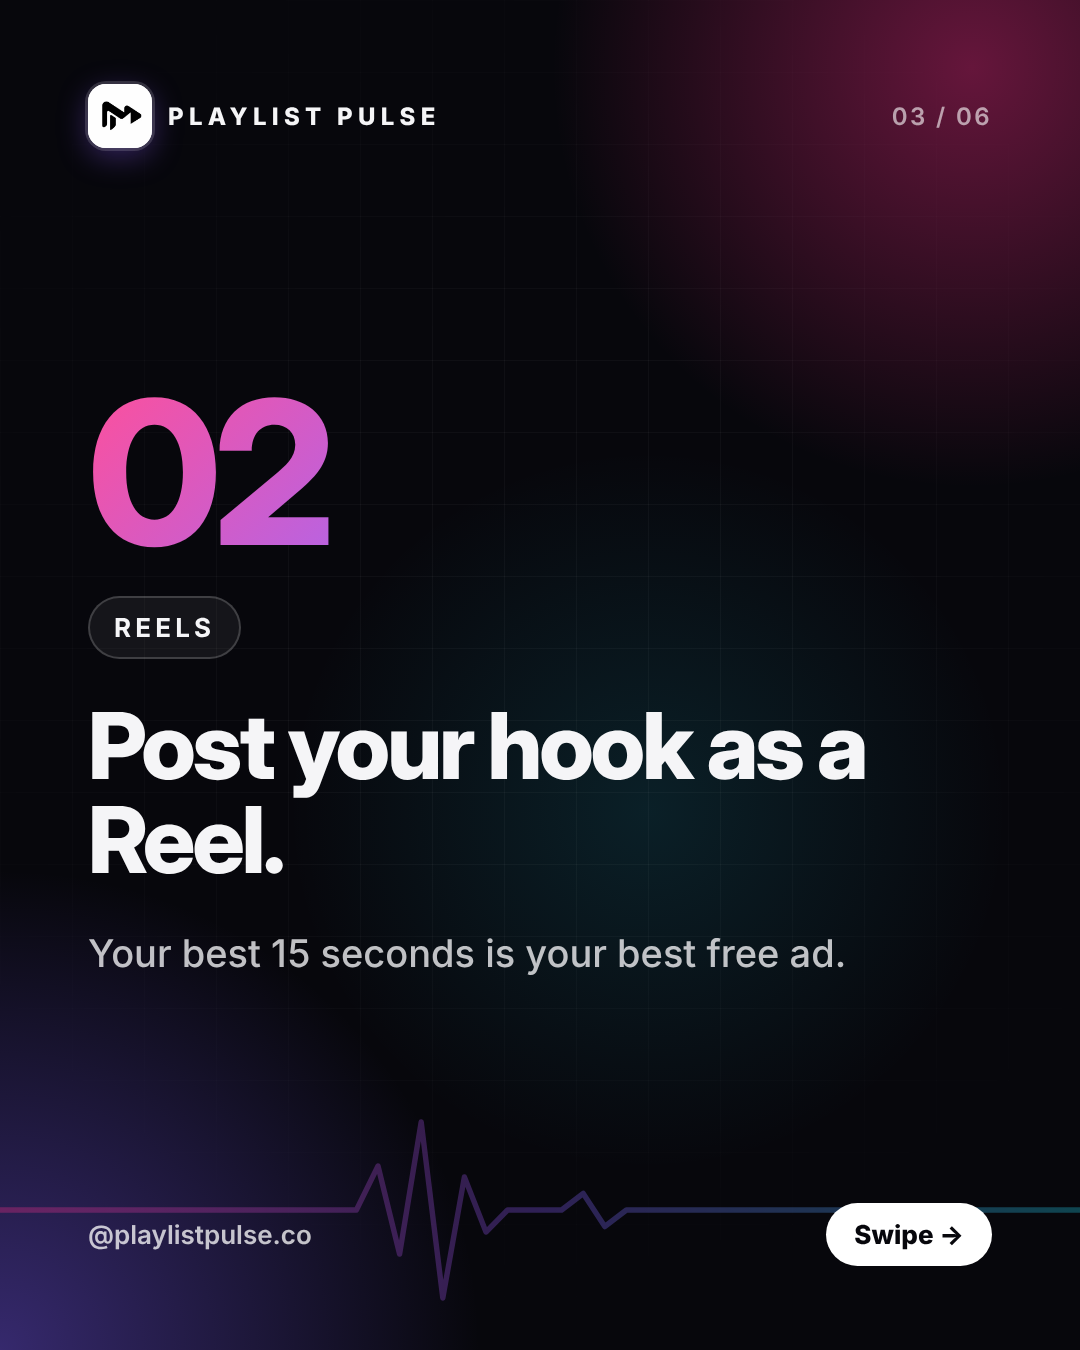 PLAYLIST PULSE
03 / 06
02
REELS
Post your hook as a
Reel.
Your best 15 seconds is your best free ad.
@playlistpulse.co
Swipe →